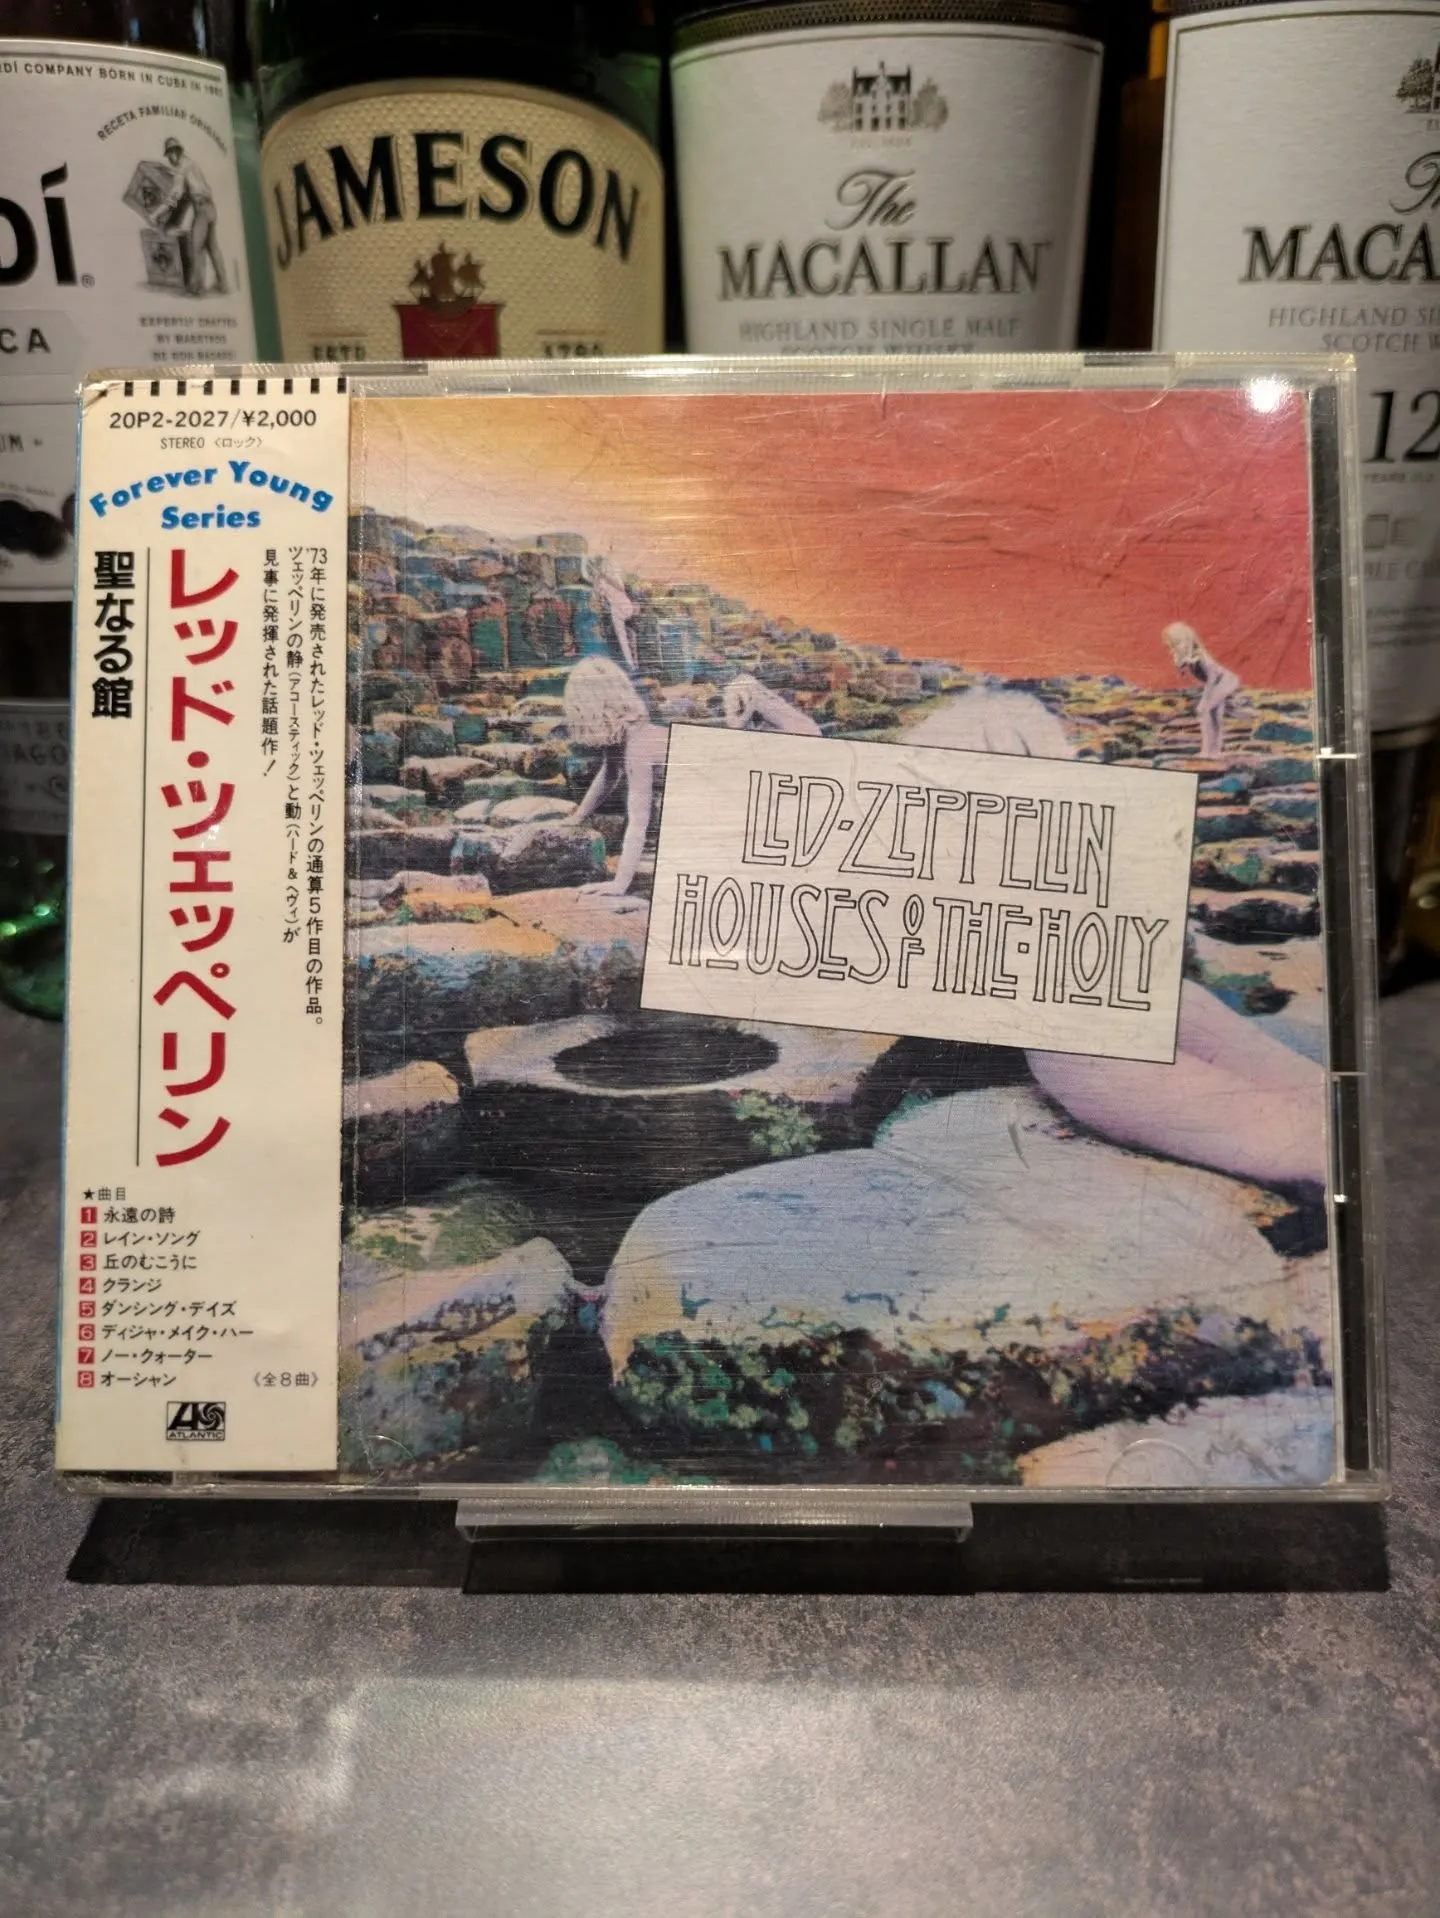 RDÍ COMPANY BORN IN CUBA IN 1862
RECETA FAMILIAR ORIGINAL
DÍ®
CA
EXPERTLY CRAFTED
BY MAESTROS
DE RON BACARDÍ
UM
JAMESON
ESTD
1780
The
MACALLAN
HIGHLAND SINGLE MALT
SCOTCH WHISKY
MACA
HIGHLAND SI
SCOTCH W
12
YEARS OLD
20P2-2027/¥2,000
STEREO〈ロック〉
Forever Young
Series
'73年に発売されたレッド・ツェッペリンの通算5作目の作品。
ツェッペリンの静(アコースティック)と動(ハード&ヘヴィ)が
見事に発揮された話題作!
レッド・ツェッペリン
聖なる館
★曲目
1 永遠の詩
2 レイン・ソング
3 丘のむこうに
4 クランジ
5 ダンシング・デイズ
6 ディジャ・メイク・ハー
7 ノー・クォーター
8 オーシャン
《全8曲》
ATLANTIC
LED·ZEPPELIN
HOUSES OF THE·HOLY